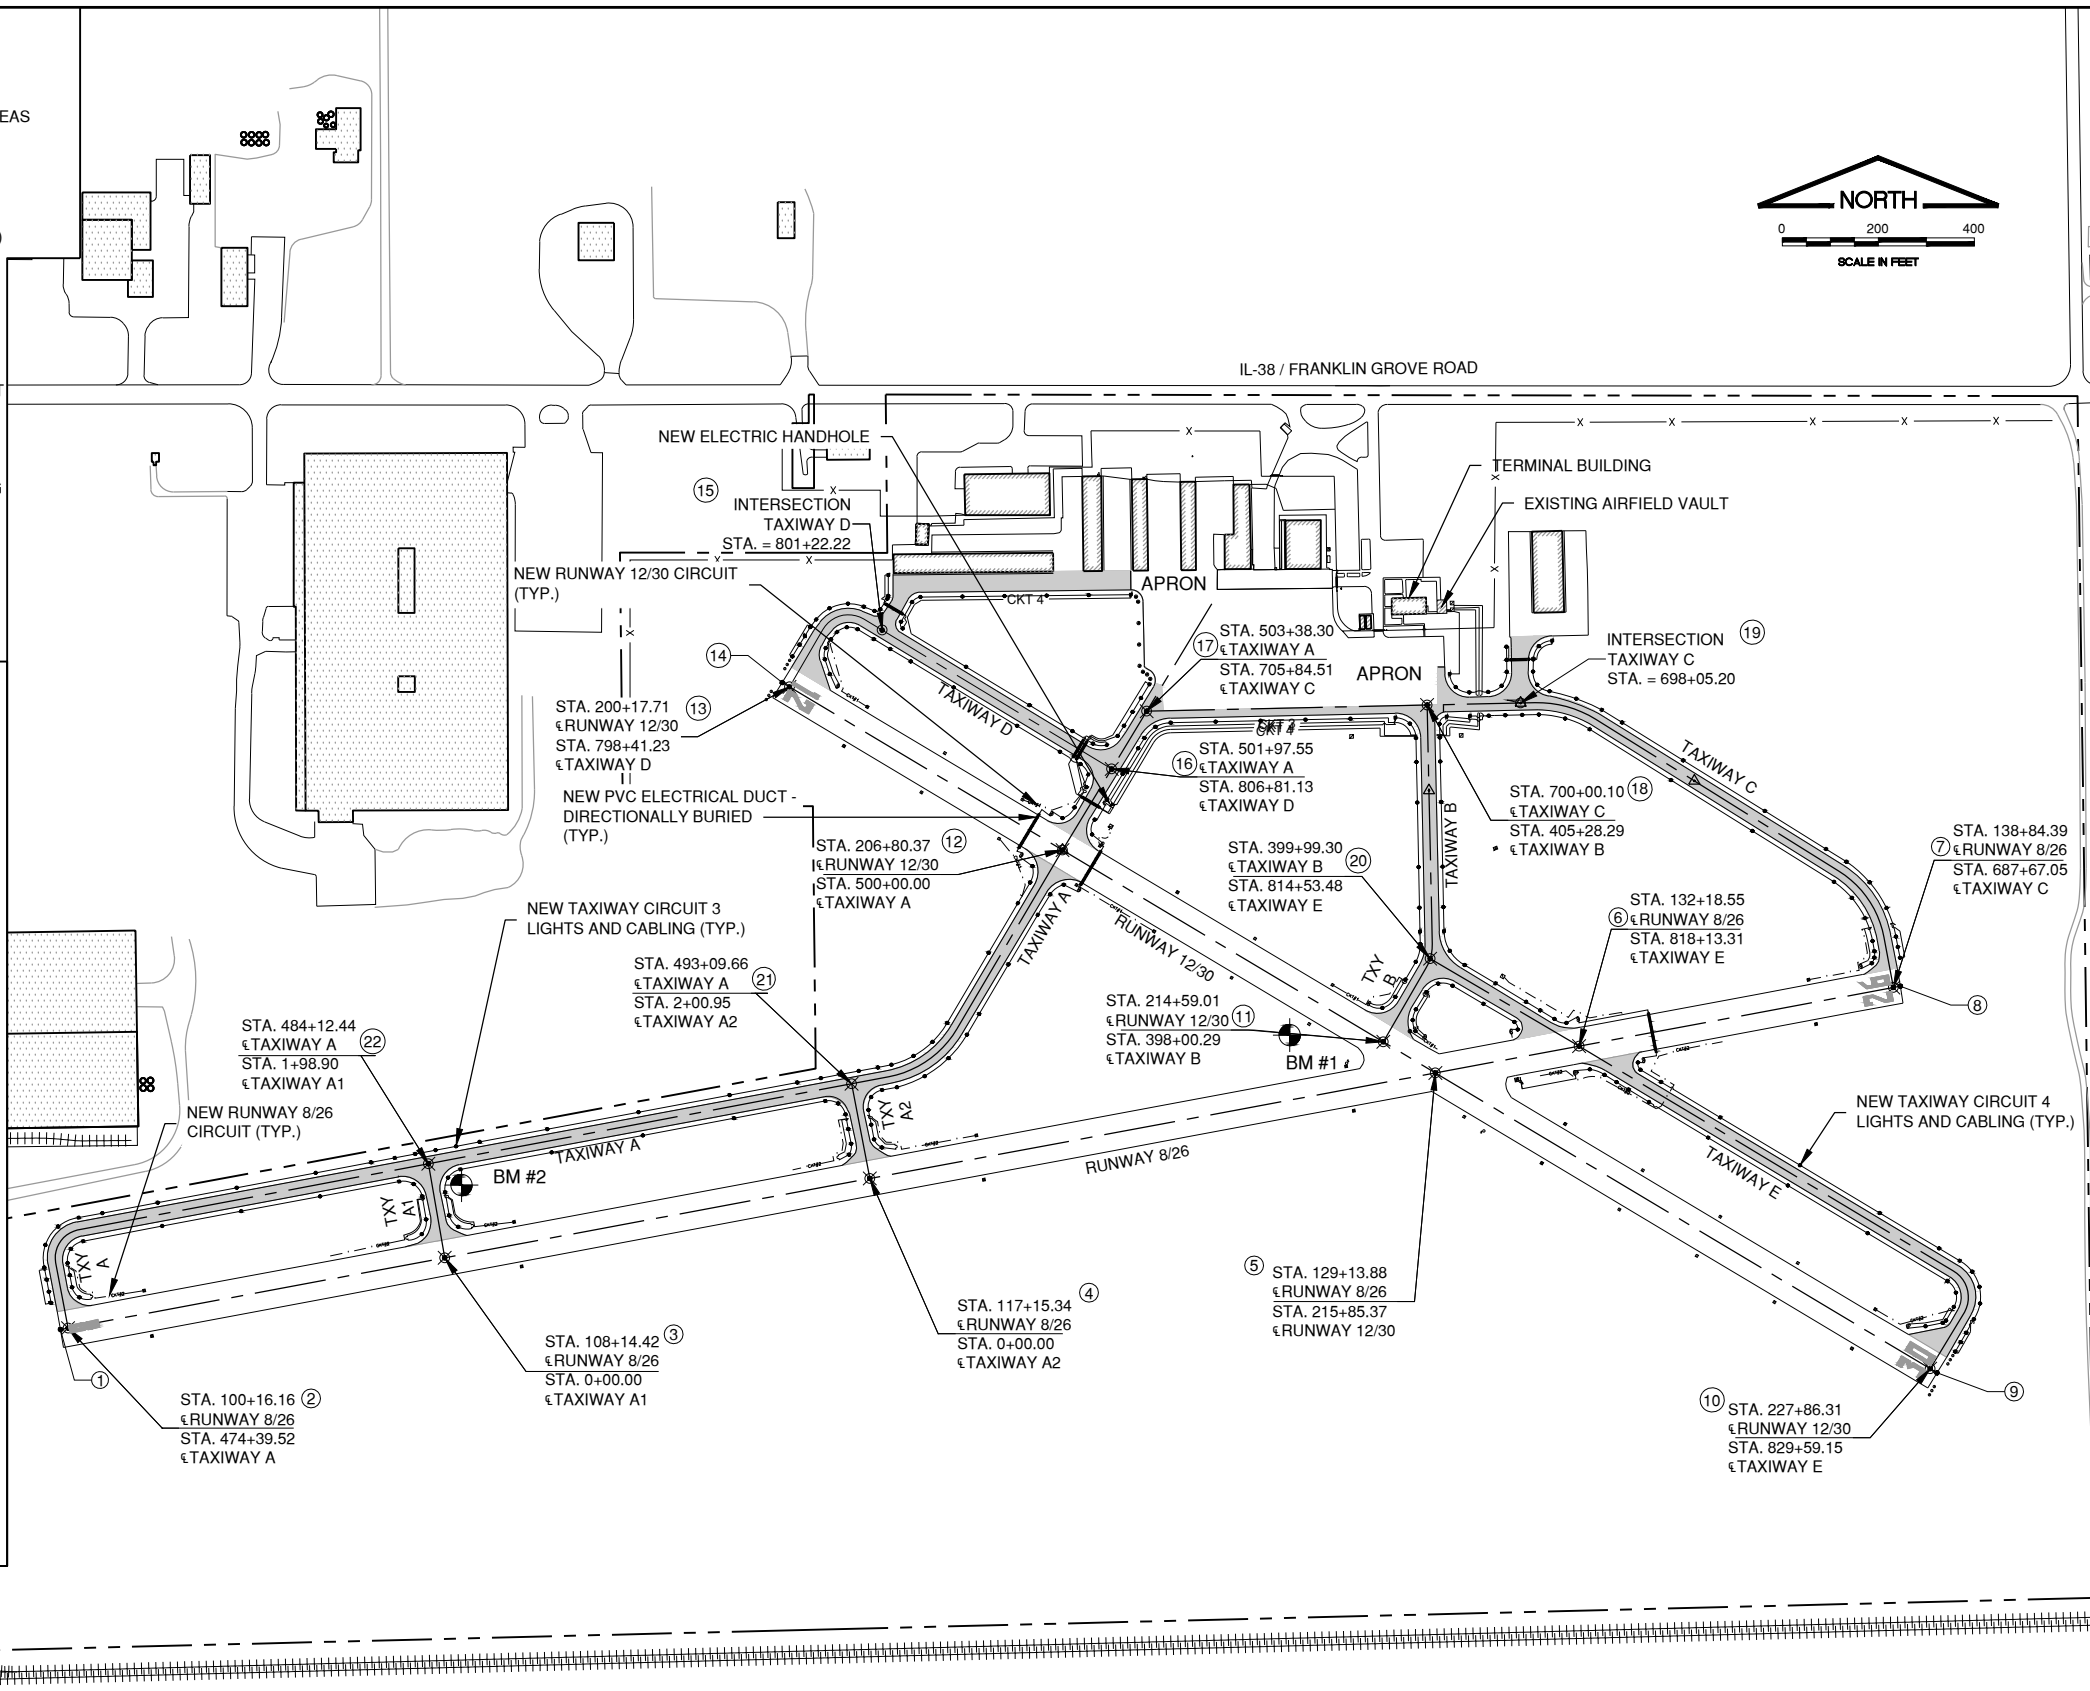 EAS
NORTH
0 200 400
SCALE IN FEET
IL-38 / FRANKLIN GROVE ROAD
NEW ELECTRIC HANDHOLE
TERMINAL BUILDING
EXISTING AIRFIELD VAULT
15
INTERSECTION
TAXIWAY D
STA. = 801+22.22
NEW RUNWAY 12/30 CIRCUIT
(TYP.)
APRON
CKT 4
APRON
14
STA. 200+17.71 13
℄RUNWAY 12/30
STA. 798+41.23
℄TAXIWAY D
12
TAXIWAY D
17
STA. 503+38.30
℄TAXIWAY A
STA. 705+84.51
℄TAXIWAY C
INTERSECTION 19
TAXIWAY C
STA. = 698+05.20
CKT 4
16
STA. 501+97.55
℄TAXIWAY A
STA. 806+81.13
℄TAXIWAY D
TAXIWAY C
STA. 700+00.10 18
℄TAXIWAY C
STA. 405+28.29
℄TAXIWAY B
TAXIWAY B
NEW PVC ELECTRICAL DUCT -
DIRECTIONALLY BURIED
(TYP.)
STA. 206+80.37 12
℄RUNWAY 12/30
STA. 500+00.00
℄TAXIWAY A
STA. 399+99.30 20
℄TAXIWAY B
STA. 814+53.48
℄TAXIWAY E
7
STA. 138+84.39
℄RUNWAY 8/26
STA. 687+67.05
℄TAXIWAY C
6
STA. 132+18.55
℄RUNWAY 8/26
STA. 818+13.31
℄TAXIWAY E
NEW TAXIWAY CIRCUIT 3
LIGHTS AND CABLING (TYP.)
TAXIWAY A
RUNWAY 12/30
TXY
B
26
8
STA. 493+09.66 21
℄TAXIWAY A
STA. 2+00.95
℄TAXIWAY A2
STA. 214+59.01 11
℄RUNWAY 12/30
STA. 398+00.29
℄TAXIWAY B
BM #1
STA. 484+12.44 22
℄TAXIWAY A
STA. 1+98.90
℄TAXIWAY A1
NEW RUNWAY 8/26
CIRCUIT (TYP.)
TXY
A2
NEW TAXIWAY CIRCUIT 4
LIGHTS AND CABLING (TYP.)
TAXIWAY A
BM #2
RUNWAY 8/26
TAXIWAY E
TXY
A1
TXY
A
5
STA. 129+13.88
℄RUNWAY 8/26
STA. 215+85.37
℄RUNWAY 12/30
STA. 117+15.34 4
℄RUNWAY 8/26
STA. 0+00.00
℄TAXIWAY A2
STA. 108+14.42 3
℄RUNWAY 8/26
STA. 0+00.00
℄TAXIWAY A1
30
9
1
STA. 100+16.16 2
℄RUNWAY 8/26
STA. 474+39.52
℄TAXIWAY A
10
STA. 227+86.31
℄RUNWAY 12/30
STA. 829+59.15
℄TAXIWAY E